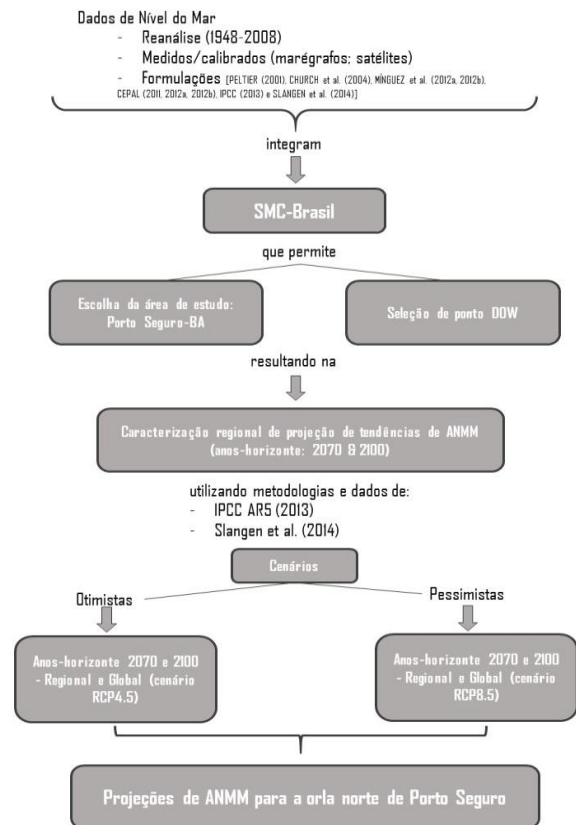 Dados de Nível do Mar
- Reanálise (1948-2008)
- Medidos/calibrados (marégrafos; satélites)
- Formulações [PELTIER (2001), CHURCH et al. (2004), MÍNGUEZ et al. (2012a, 2012b),
CEPAL (2011, 2012a, 2012b), IPCC (2013) e SLANGEN et al. (2014)]
integram
SMC-Brasil
que permite
Escolha da área de estudo:
Porto Seguro-BA
Seleção de ponto DOW
resultando na
Caracterização regional de projeção de tendências de ANMM
(anos-horizonte: 2070 & 2100)
utilizando metodologias e dados de:
- IPCC AR5 (2013)
- Slangen et al. (2014)
Cenários
Otimistas
Pessimistas
Anos-horizonte 2070 e 2100
- Regional e Global (cenário
RCP4.5)
Anos-horizonte 2070 e 2100
- Regional e Global (cenário
RCP8.5)
Projeções de ANMM para a orla norte de Porto Seguro